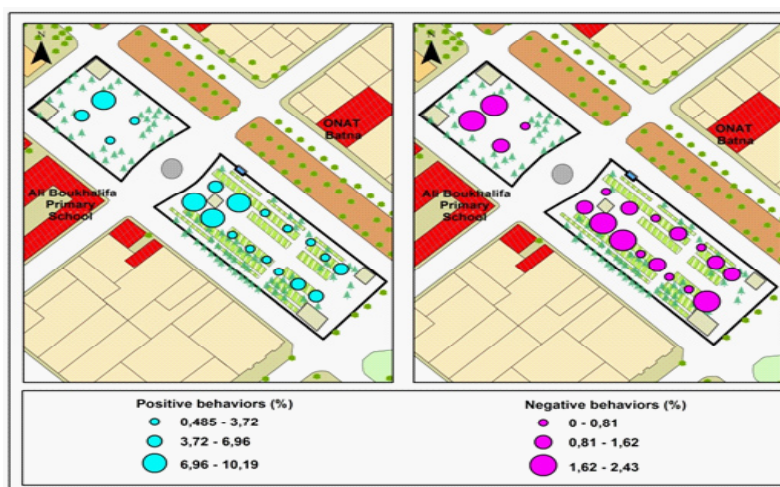 ONAT
Batna
Ali Boukhalifa
Primary
School
ONAT
Batna
Ali Boukhalifa
Primary
School
Positive behaviors (%)
0,485 - 3,72
3,72 - 6,96
6,96 - 10,19
Negative behaviors (%)
0 - 0,81
0,81 - 1,62
1,62 - 2,43